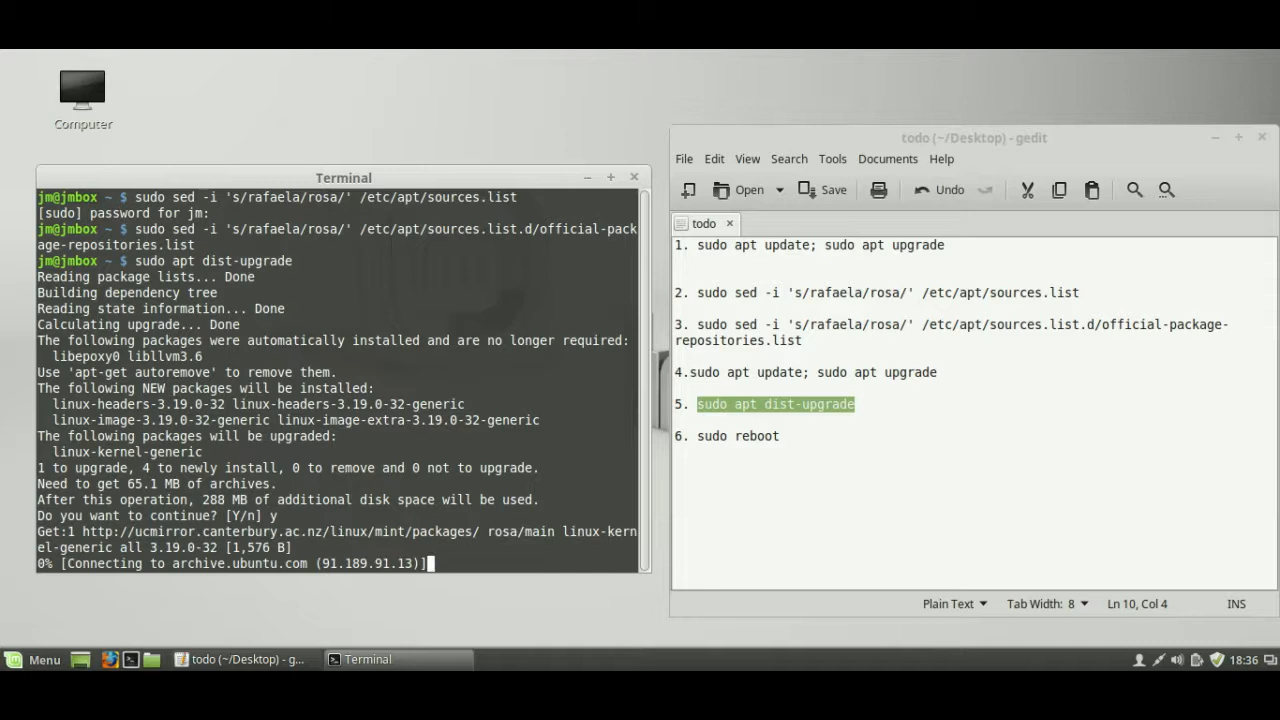 Computer
Terminal
jm@jmbox ~ $ sudo sed -i 's/rafaela/rosa/' /etc/apt/sources.list
[sudo] password for jm:
jm@jmbox ~ $ sudo sed -i 's/rafaela/rosa/' /etc/apt/sources.list.d/official-pack
age-repositories.list
jm@jmbox ~ $ sudo apt dist-upgrade
Reading package lists... Done
Building dependency tree
Reading state information... Done
Calculating upgrade... Done
The following packages were automatically installed and are no longer required:
libepoxy0 libllvm3.6
Use 'apt-get autoremove' to remove them.
The following NEW packages will be installed:
linux-headers-3.19.0-32 linux-headers-3.19.0-32-generic
linux-image-3.19.0-32-generic linux-image-extra-3.19.0-32-generic
The following packages will be upgraded:
linux-kernel-generic
1 to upgrade, 4 to newly install, 0 to remove and 0 not to upgrade.
Need to get 65.1 MB of archives.
After this operation, 288 MB of additional disk space will be used.
Do you want to continue? [Y/n] y
Get:1 http://ucmirror.canterbury.ac.nz/linux/mint/packages/ rosa/main linux-kern
el-generic all 3.19.0-32 [1,576 B]
0% [Connecting to archive.ubuntu.com (91.189.91.13)]
todo (~/Desktop) - gedit
File Edit View Search Tools Documents Help
Open Save Undo
todo
1. sudo apt update; sudo apt upgrade
2. sudo sed -i 's/rafaela/rosa/' /etc/apt/sources.list
3. sudo sed -i 's/rafaela/rosa/' /etc/apt/sources.list.d/official-package-
repositories.list
4.sudo apt update; sudo apt upgrade
5. sudo apt dist-upgrade
6. sudo reboot
Plain Text Tab Width: 8 Ln 10, Col 4 INS
Menu todo (~/Desktop) - g... Terminal 18:36